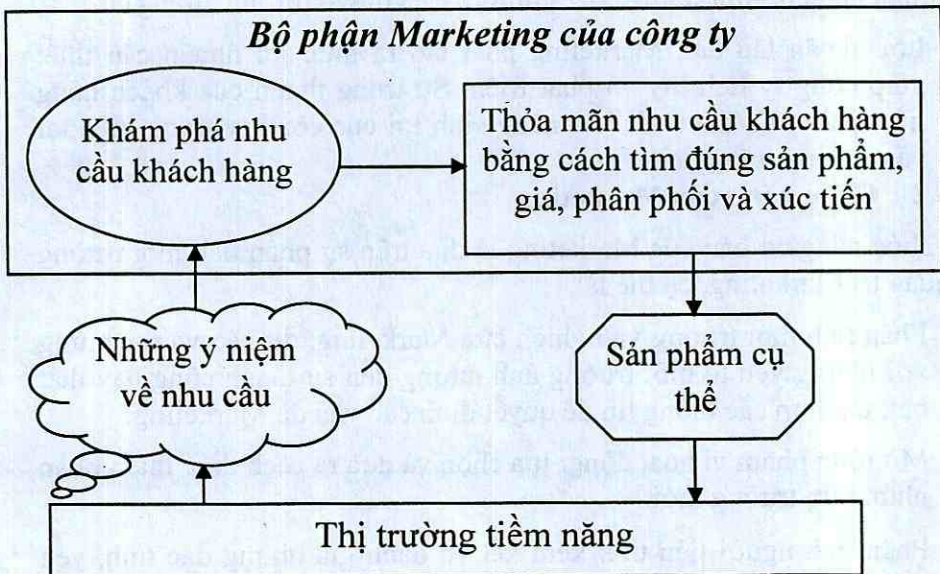 Bộ phận Marketing của công ty
Khám phá nhu
cầu khách hàng
Thỏa mãn nhu cầu khách hàng
bằng cách tìm đúng sản phẩm,
giá, phân phối và xúc tiến
Những ý niệm
về nhu cầu
Sản phẩm cụ
thể
Thị trường tiềm năng